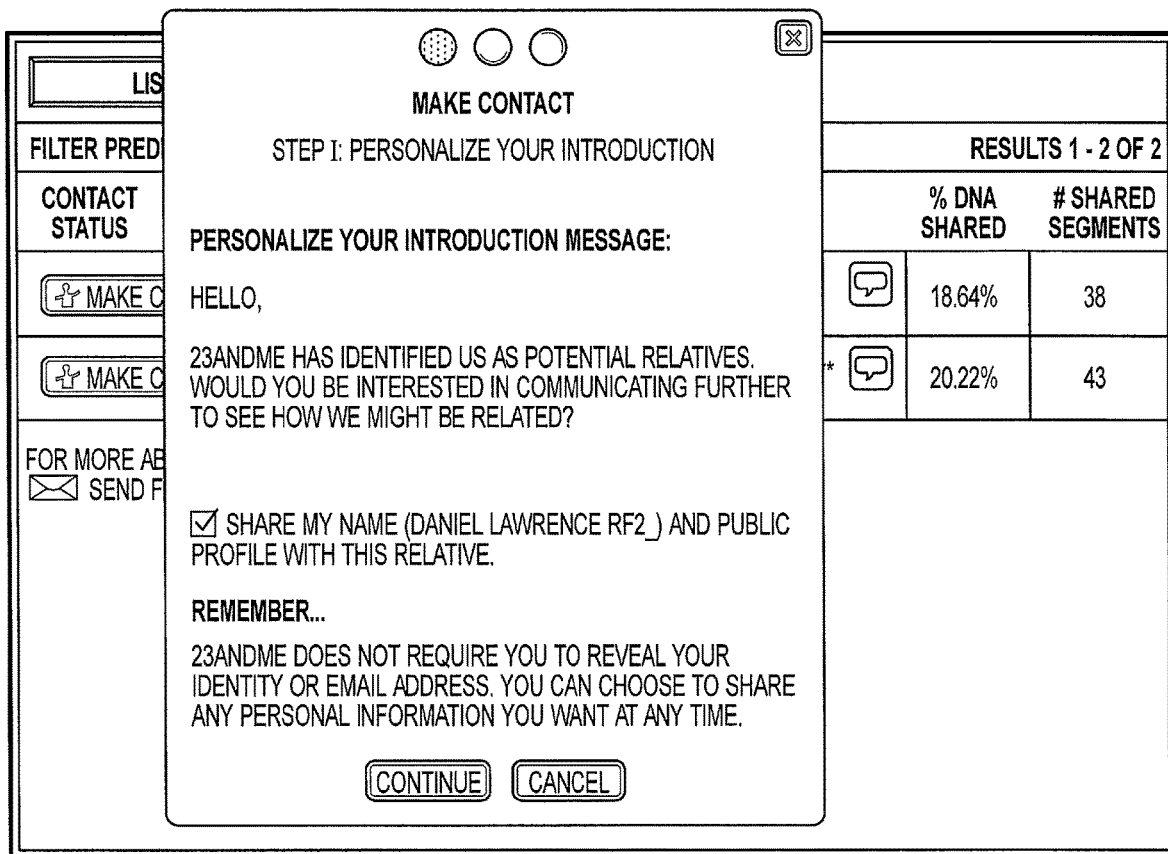 MAKE CONTACT
STEP I: PERSONALIZE YOUR INTRODUCTION
PERSONALIZE YOUR INTRODUCTION MESSAGE:
HELLO,
23ANDME HAS IDENTIFIED US AS POTENTIAL RELATIVES.
WOULD YOU BE INTERESTED IN COMMUNICATING FURTHER
TO SEE HOW WE MIGHT BE RELATED?
SHARE MY NAME (DANIEL LAWRENCE RF2_) AND PUBLIC
PROFILE WITH THIS RELATIVE.
REMEMBER...
23ANDME DOES NOT REQUIRE YOU TO REVEAL YOUR
IDENTITY OR EMAIL ADDRESS. YOU CAN CHOOSE TO SHARE
ANY PERSONAL INFORMATION YOU WANT AT ANY TIME.
CONTINUE CANCEL
LIS
FILTER PRED
RESULTS 1 - 2 OF 2
CONTACT
STATUS
% DNA
SHARED
# SHARED
SEGMENTS
MAKE C
18.64%
38
MAKE C
*
20.22%
43
FOR MORE AB
SEND F